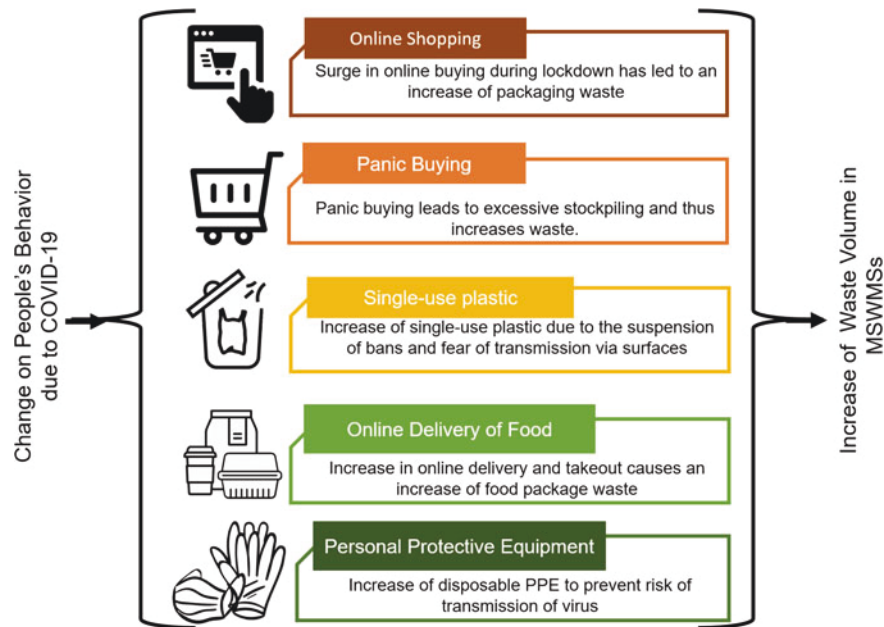 Change on People's Behavior
due to COVID-19
Online Shopping
Surge in online buying during lockdown has led to an
increase of packaging waste
Panic Buying
Panic buying leads to excessive stockpiling and thus
increases waste.
Single-use plastic
Increase of single-use plastic due to the suspension
of bans and fear of transmission via surfaces
Online Delivery of Food
Increase in online delivery and takeout causes an
increase of food package waste
Personal Protective Equipment
Increase of disposable PPE to prevent risk of
transmission of virus
Increase of Waste Volume in
MSWMSs